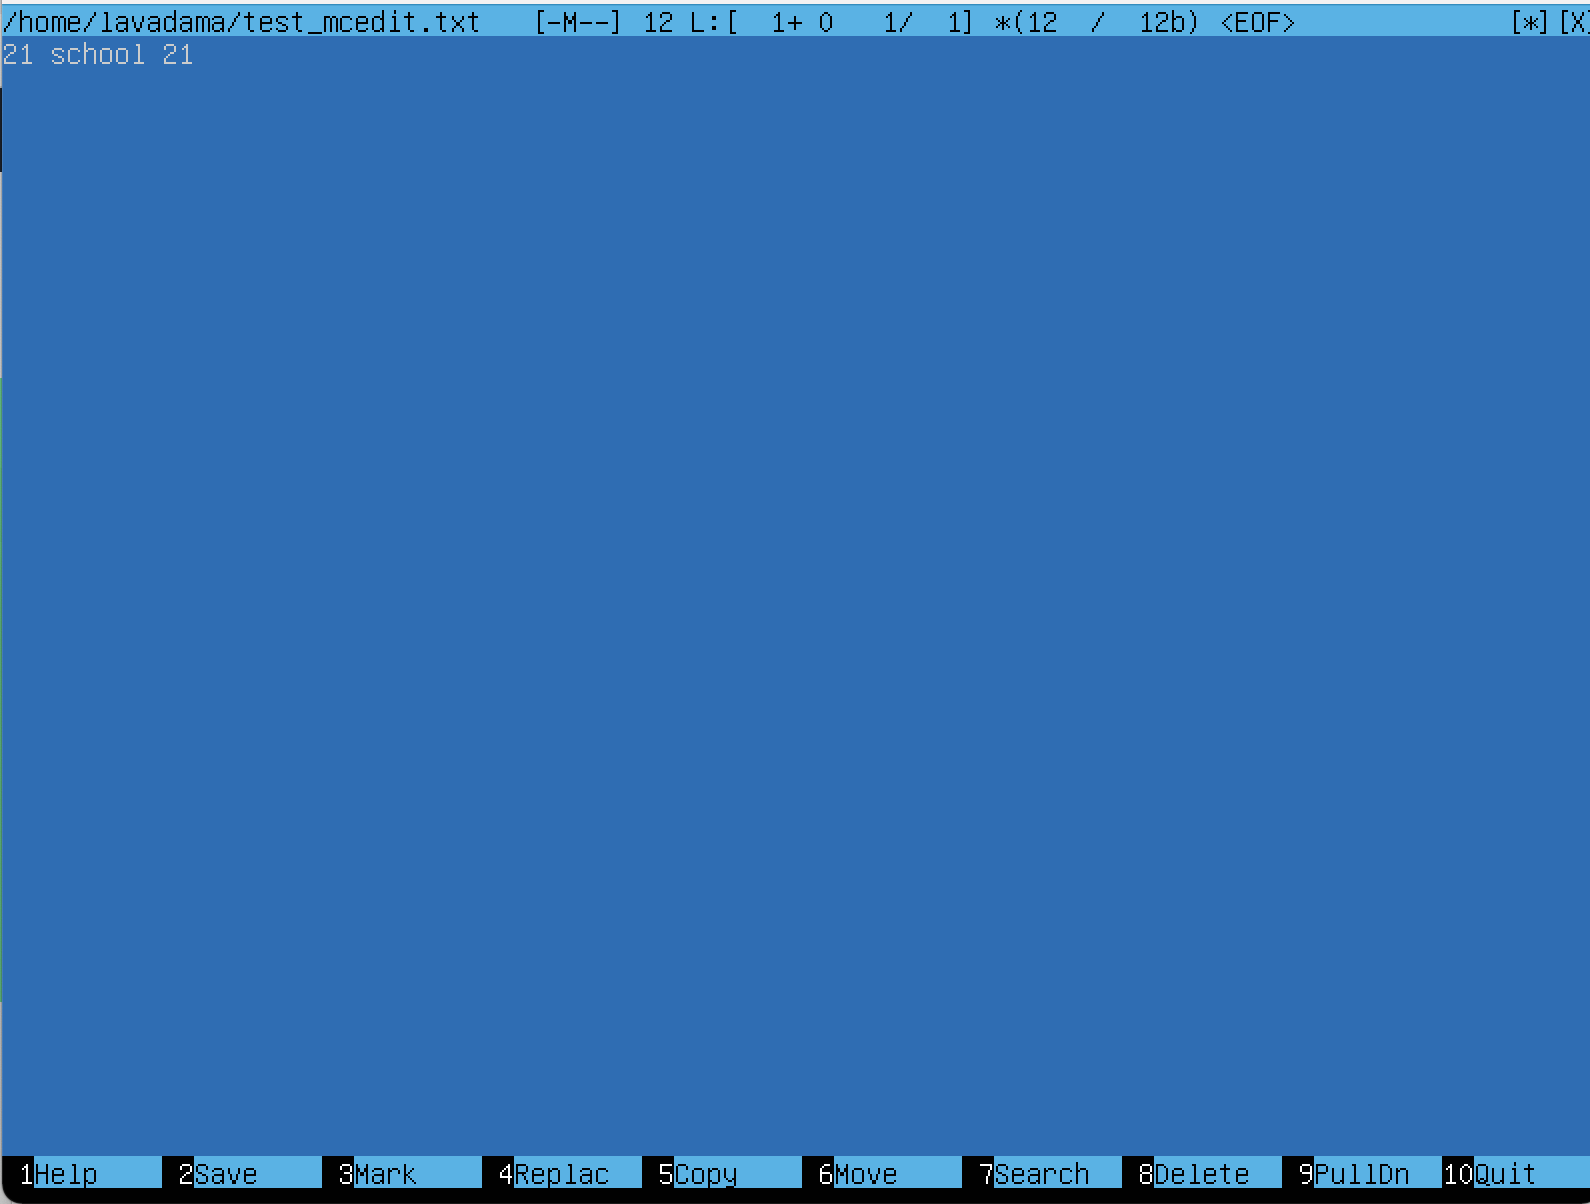 /home/lavadama/test_mcedit.txt [-M--] 12 L:[ 1+ 0 1/ 1] *(12 / 12b) <EOF> [*][X]
21 school 21
1Help 2Save 3Mark 4Replac 5Copy 6Move 7Search 8Delete 9PullDn 10Quit